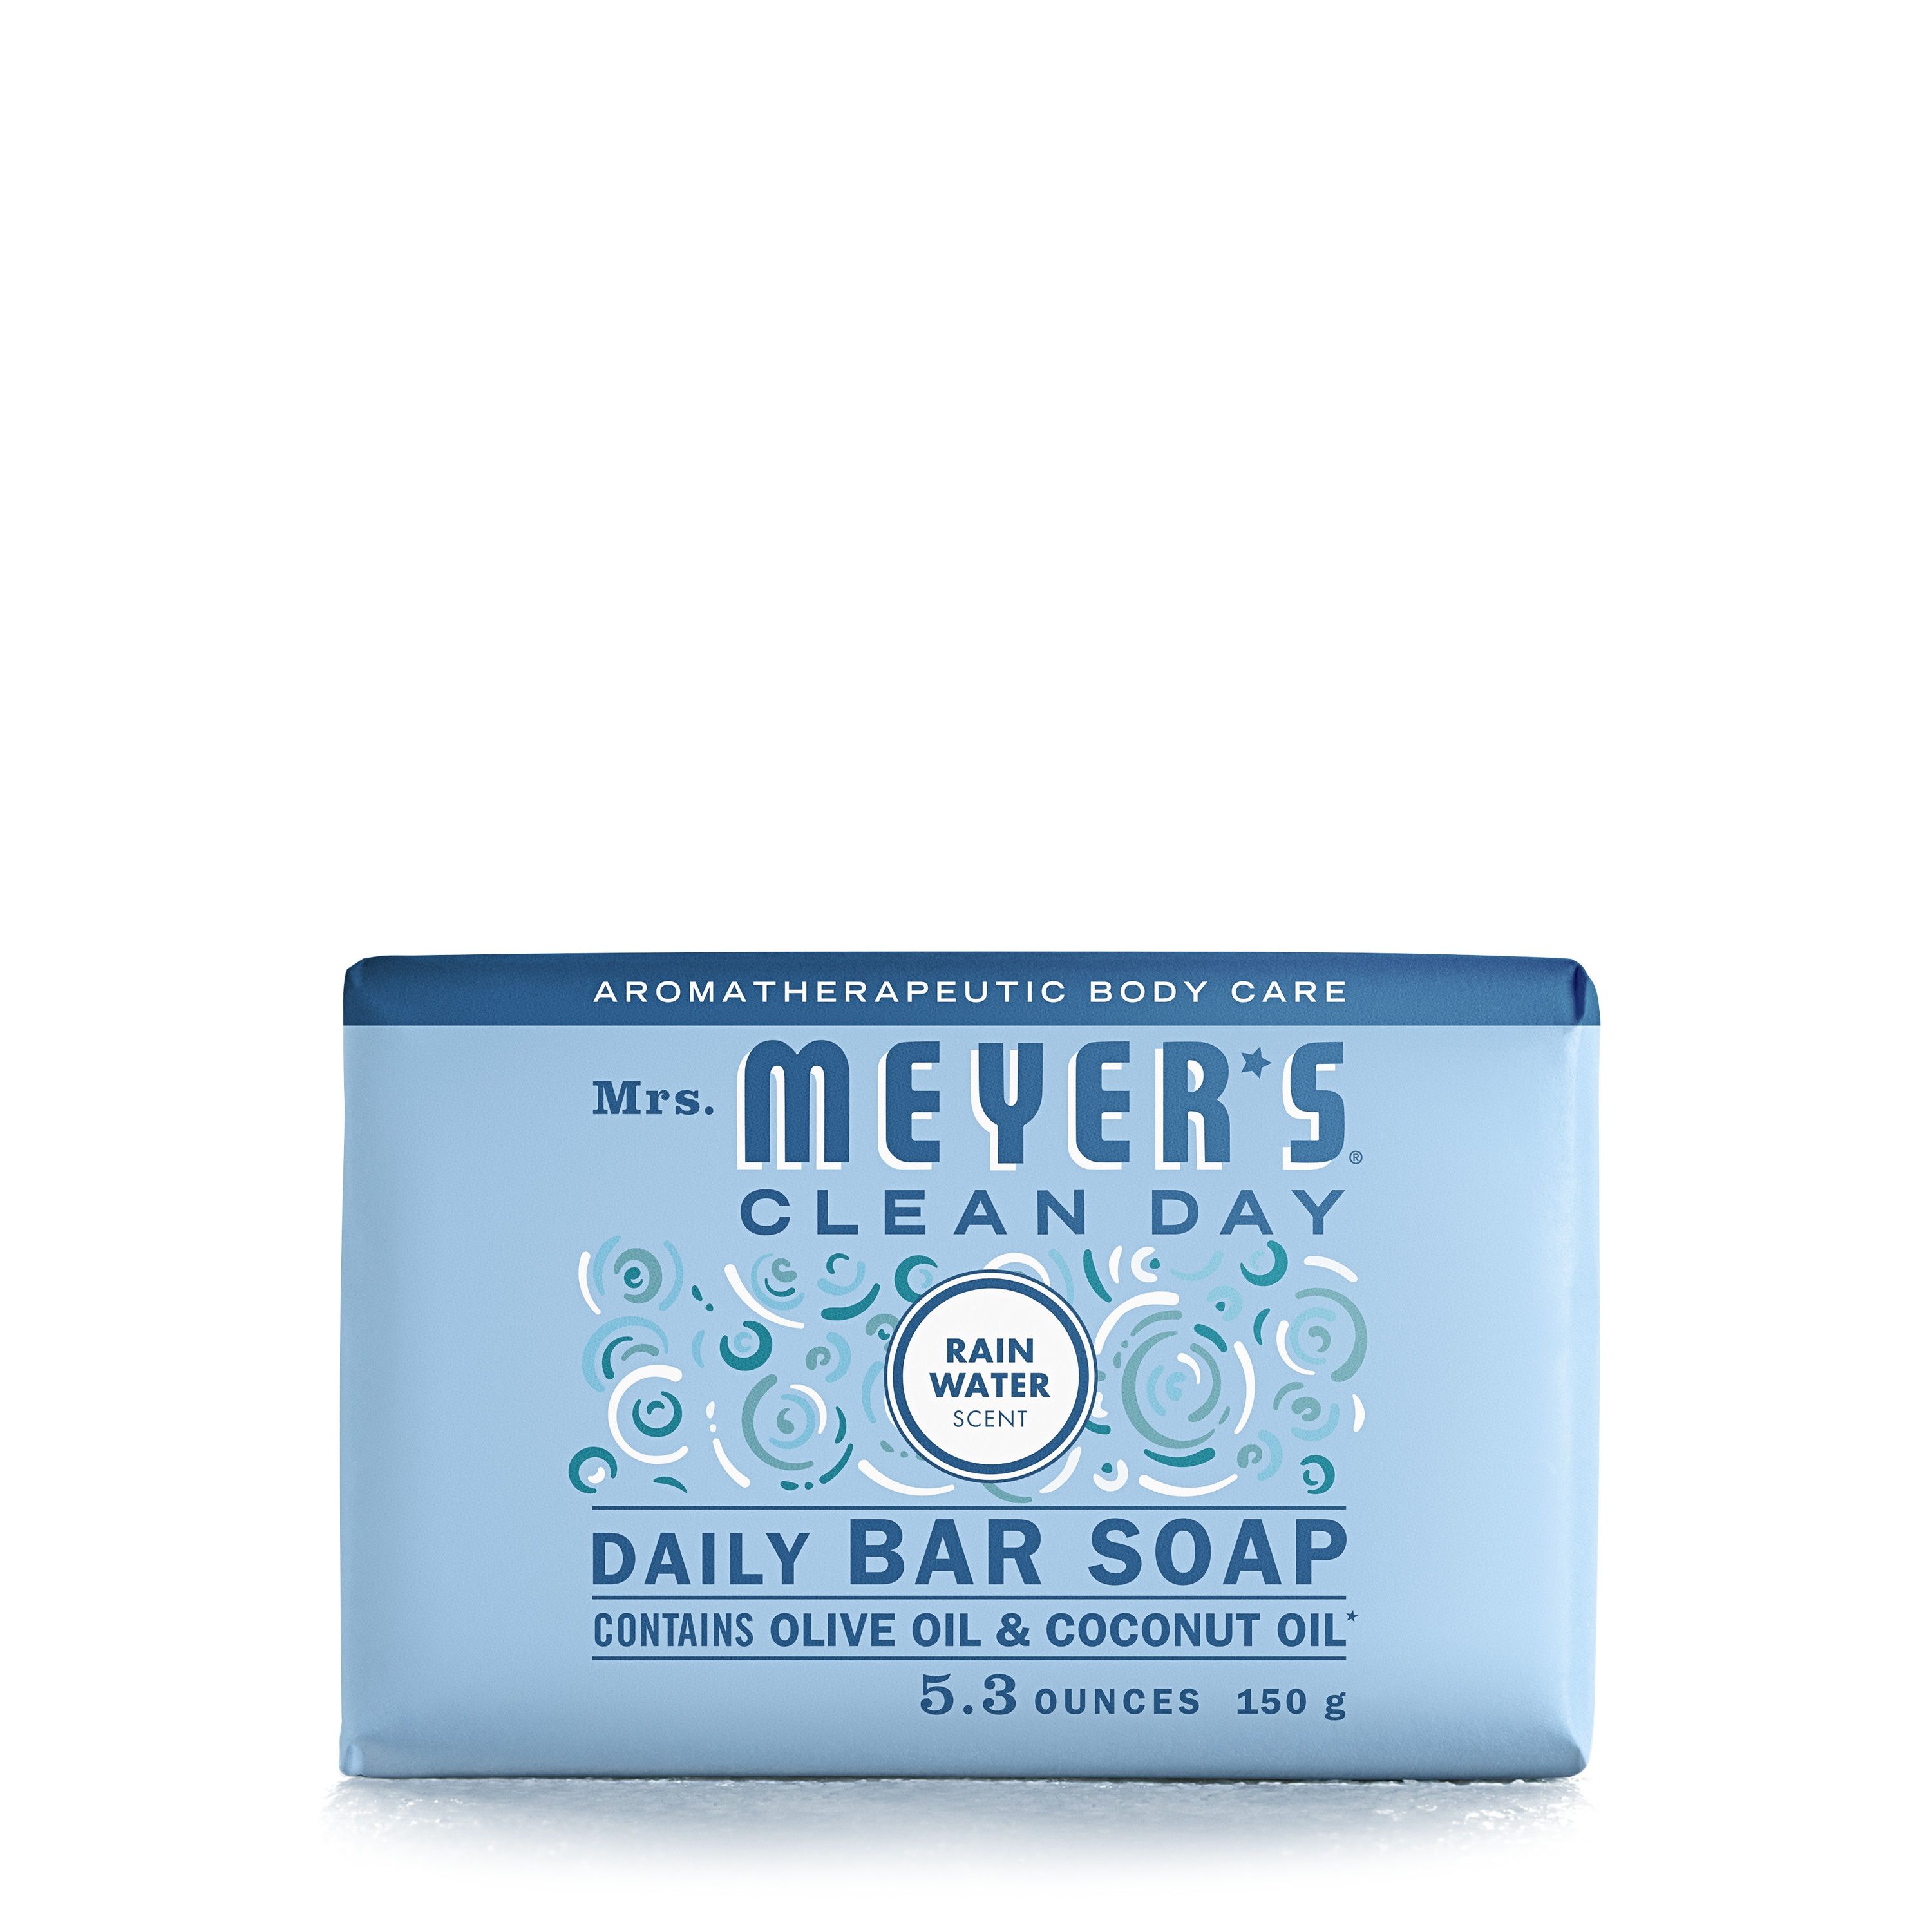 AROMATHERAPEUTIC BODY CARE
Mrs. MEYER★S®
CLEAN DAY
RAIN
WATER
SCENT
DAILY BAR SOAP
CONTAINS OLIVE OIL & COCONUT OIL★
5.3 OUNCES 150 g